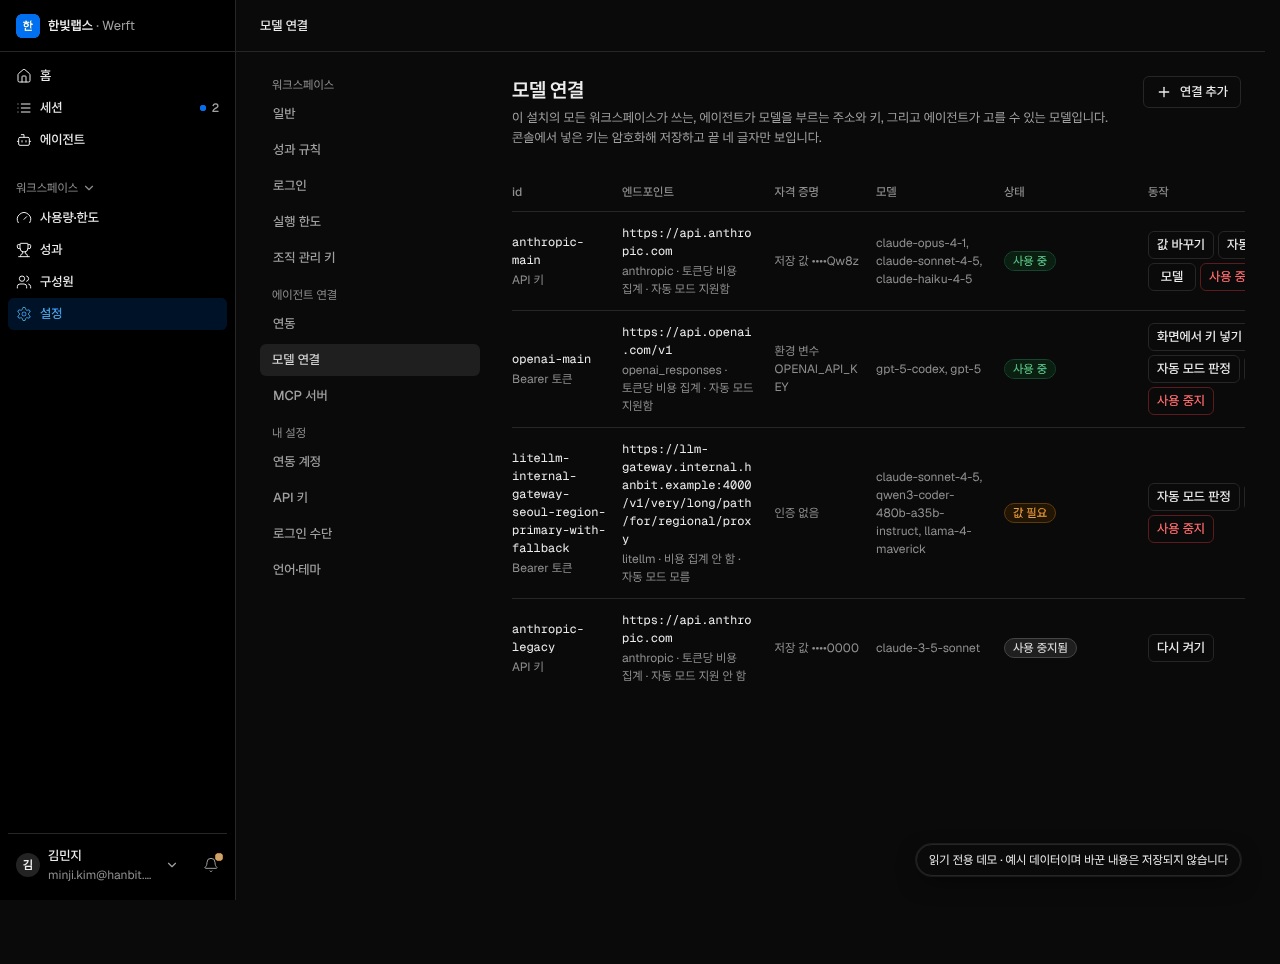 한 한빛랩스 · Werft
홈
세션 2
에이전트
워크스페이스
사용량·한도
성과
구성원
설정
김 김민지
minji.kim@hanbit....
모델 연결
워크스페이스
일반
성과 규칙
로그인
실행 한도
조직 관리 키
에이전트 연결
연동
모델 연결
MCP 서버
내 설정
연동 계정
API 키
로그인 수단
언어·테마
모델 연결
연결 추가
이 설치의 모든 워크스페이스가 쓰는, 에이전트가 모델을 부르는 주소와 키, 그리고 에이전트가 고를 수 있는 모델입니다.
콘솔에서 넣은 키는 암호화해 저장하고 끝 네 글자만 보입니다.
id 엔드포인트 자격 증명 모델 상태 동작
anthropic-
main
API 키
https://api.anthro
pic.com
anthropic · 토큰당 비용
집계 · 자동 모드 지원함
저장 값 ••••Qw8z
claude-opus-4-1,
claude-sonnet-4-5,
claude-haiku-4-5
사용 중
값 바꾸기 자동
모델 사용 중
openai-main
Bearer 토큰
https://api.openai
.com/v1
openai_responses ·
토큰당 비용 집계 · 자동 모드
지원함
환경 변수
OPENAI_API_K
EY
gpt-5-codex, gpt-5
사용 중
화면에서 키 넣기
자동 모드 판정
사용 중지
litellm-
internal-
gateway-
seoul-region-
primary-with-
fallback
Bearer 토큰
https://llm-
gateway.internal.h
anbit.example:4000
/v1/very/long/path
/for/regional/prox
y
litellm · 비용 집계 안 함 ·
자동 모드 모름
인증 없음
claude-sonnet-4-5,
qwen3-coder-
480b-a35b-
instruct, llama-4-
maverick
값 필요
자동 모드 판정
사용 중지
anthropic-
legacy
API 키
https://api.anthro
pic.com
anthropic · 토큰당 비용
집계 · 자동 모드 지원 안 함
저장 값 ••••0000
claude-3-5-sonnet
사용 중지됨
다시 켜기
읽기 전용 데모 · 예시 데이터이며 바꾼 내용은 저장되지 않습니다